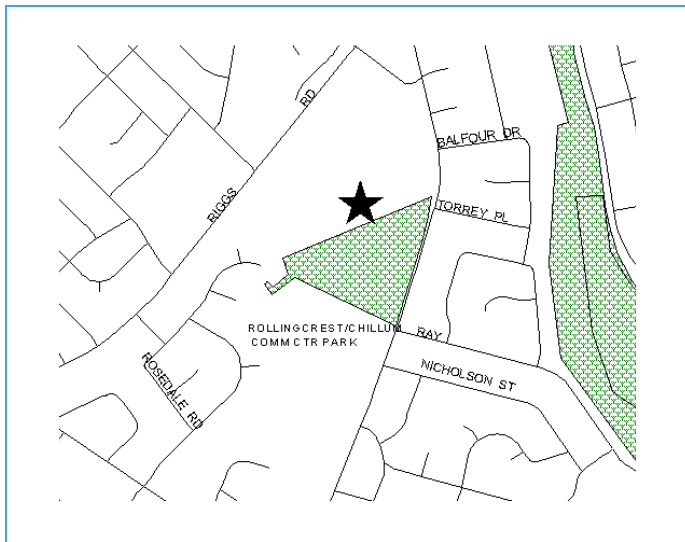 RD
BALFOUR DR
RIGGS
TORREY PL
ROLLINGCREST/CHILLUM
COMM CTR PARK
RAY
NICHOLSON ST
ROSEDALE RD